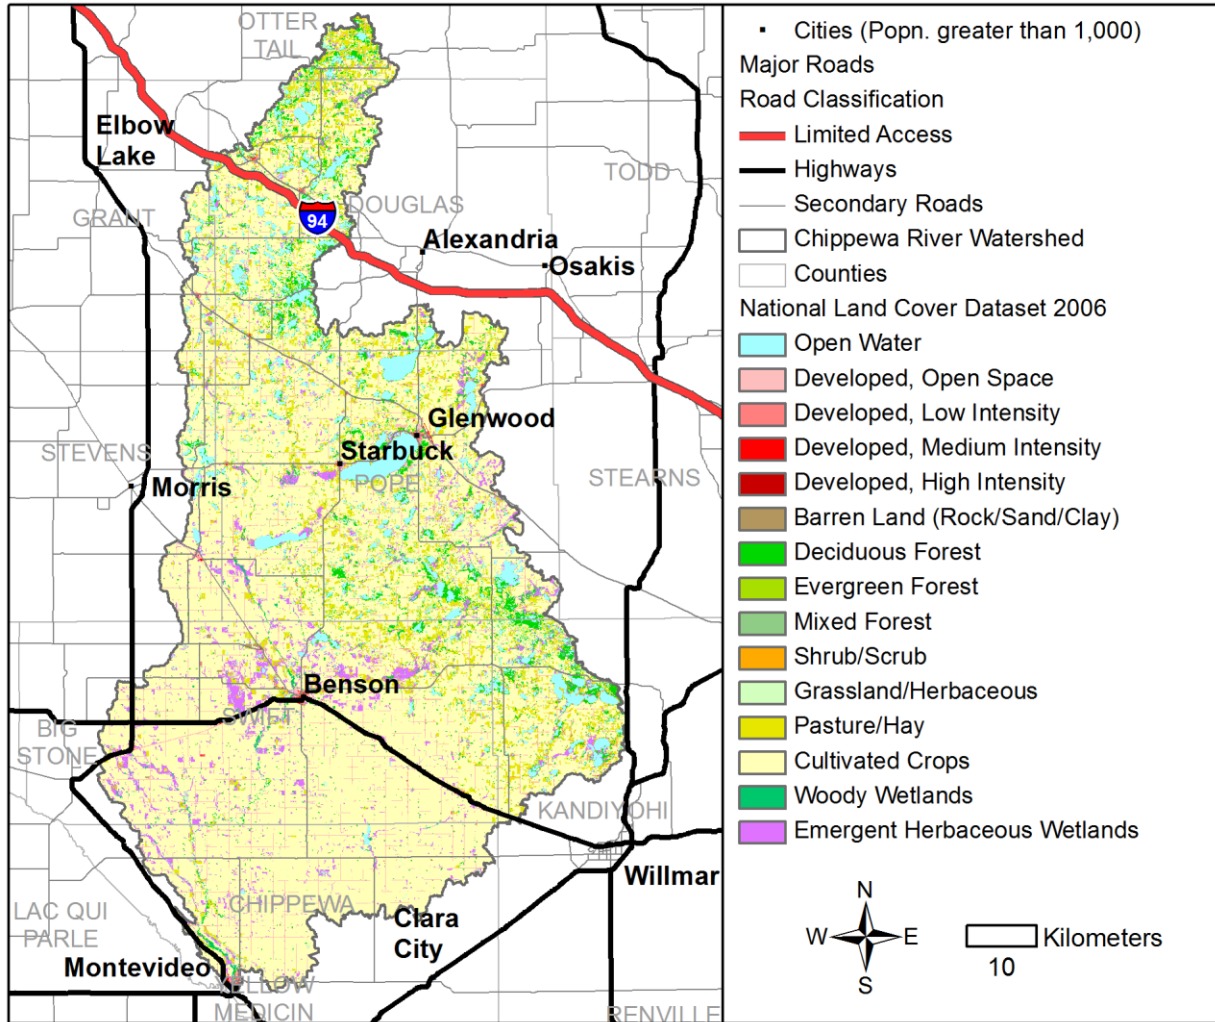 OTTER
TAIL
Elbow
Lake
TODD
GRANT
DOUGLAS
94
Alexandria
Osakis
Glenwood
Starbuck
STEVENS
POPE
STEARNS
Morris
Benson
SWIFT
BIG
STONE
KANDIYOHI
Willmar
CHIPPEWA
LAC QUI
PARLE
Clara
City
Montevideo
YELLOW
MEDICIN
RENVILLE
Cities (Popn. greater than 1,000)
Major Roads
Road Classification
Limited Access
Highways
Secondary Roads
Chippewa River Watershed
Counties
National Land Cover Dataset 2006
Open Water
Developed, Open Space
Developed, Low Intensity
Developed, Medium Intensity
Developed, High Intensity
Barren Land (Rock/Sand/Clay)
Deciduous Forest
Evergreen Forest
Mixed Forest
Shrub/Scrub
Grassland/Herbaceous
Pasture/Hay
Cultivated Crops
Woody Wetlands
Emergent Herbaceous Wetlands
N
W E
S
Kilometers
10